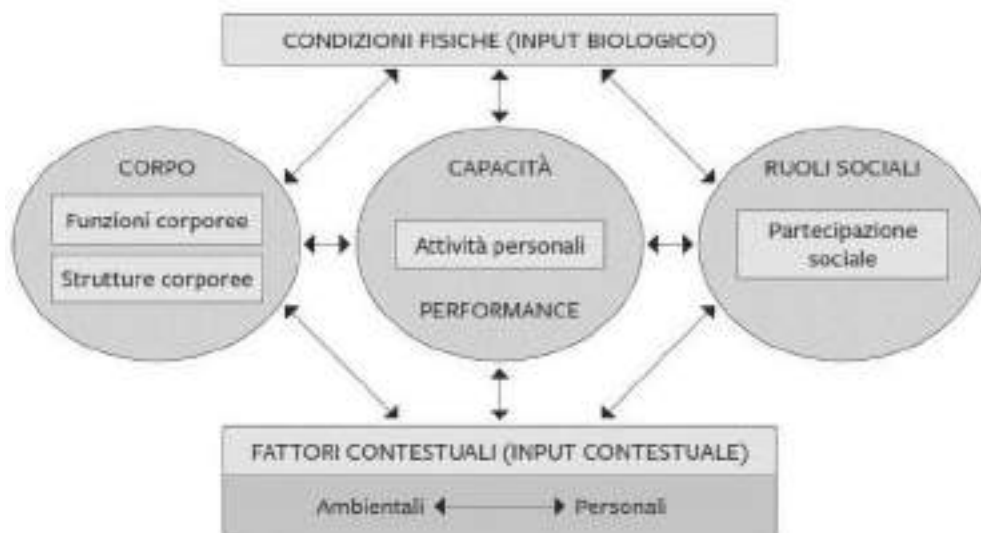 CONDIZIONI FISICHE (INPUT BIOLOGICO)
CORPO
Funzioni corporee
Strutture corporee
CAPACITÀ
Attività personali
PERFORMANCE
RUOLI SOCIALI
Partecipazione
sociale
FATTORI CONTESTUALI (INPUT CONTESTUALE)
Ambientali
Personali